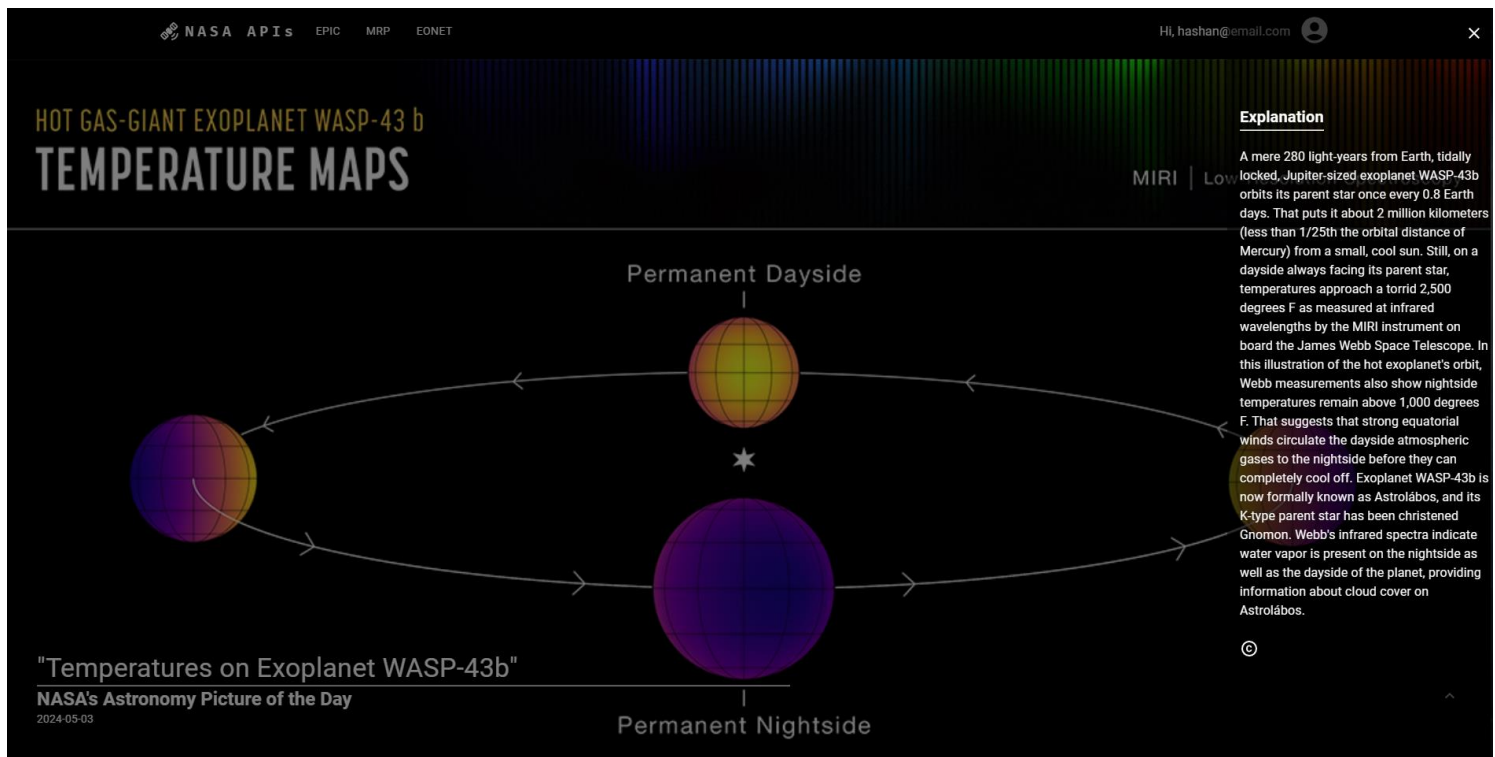 NASA APIs EPIC MRP EONET Hi, hashan@email.com
HOT GAS-GIANT EXOPLANET WASP-43 b
TEMPERATURE MAPS
MIRI | Low Resolution Spectroscopy
Permanent Dayside
Permanent Nightside
"Temperatures on Exoplanet WASP-43b"
NASA's Astronomy Picture of the Day
2024-05-03
Explanation
A mere 280 light-years from Earth, tidally
locked, Jupiter-sized exoplanet WASP-43b
orbits its parent star once every 0.8 Earth
days. That puts it about 2 million kilometers
(less than 1/25th the orbital distance of
Mercury) from a small, cool sun. Still, on a
dayside always facing its parent star,
temperatures approach a torrid 2,500
degrees F as measured at infrared
wavelengths by the MIRI instrument on
board the James Webb Space Telescope. In
this illustration of the hot exoplanet's orbit,
Webb measurements also show nightside
temperatures remain above 1,000 degrees
F. That suggests that strong equatorial
winds circulate the dayside atmospheric
gases to the nightside before they can
completely cool off. Exoplanet WASP-43b is
now formally known as Astrolábos, and its
K-type parent star has been christened
Gnomon. Webb's infrared spectra indicate
water vapor is present on the nightside as
well as the dayside of the planet, providing
information about cloud cover on
Astrolábos.
©